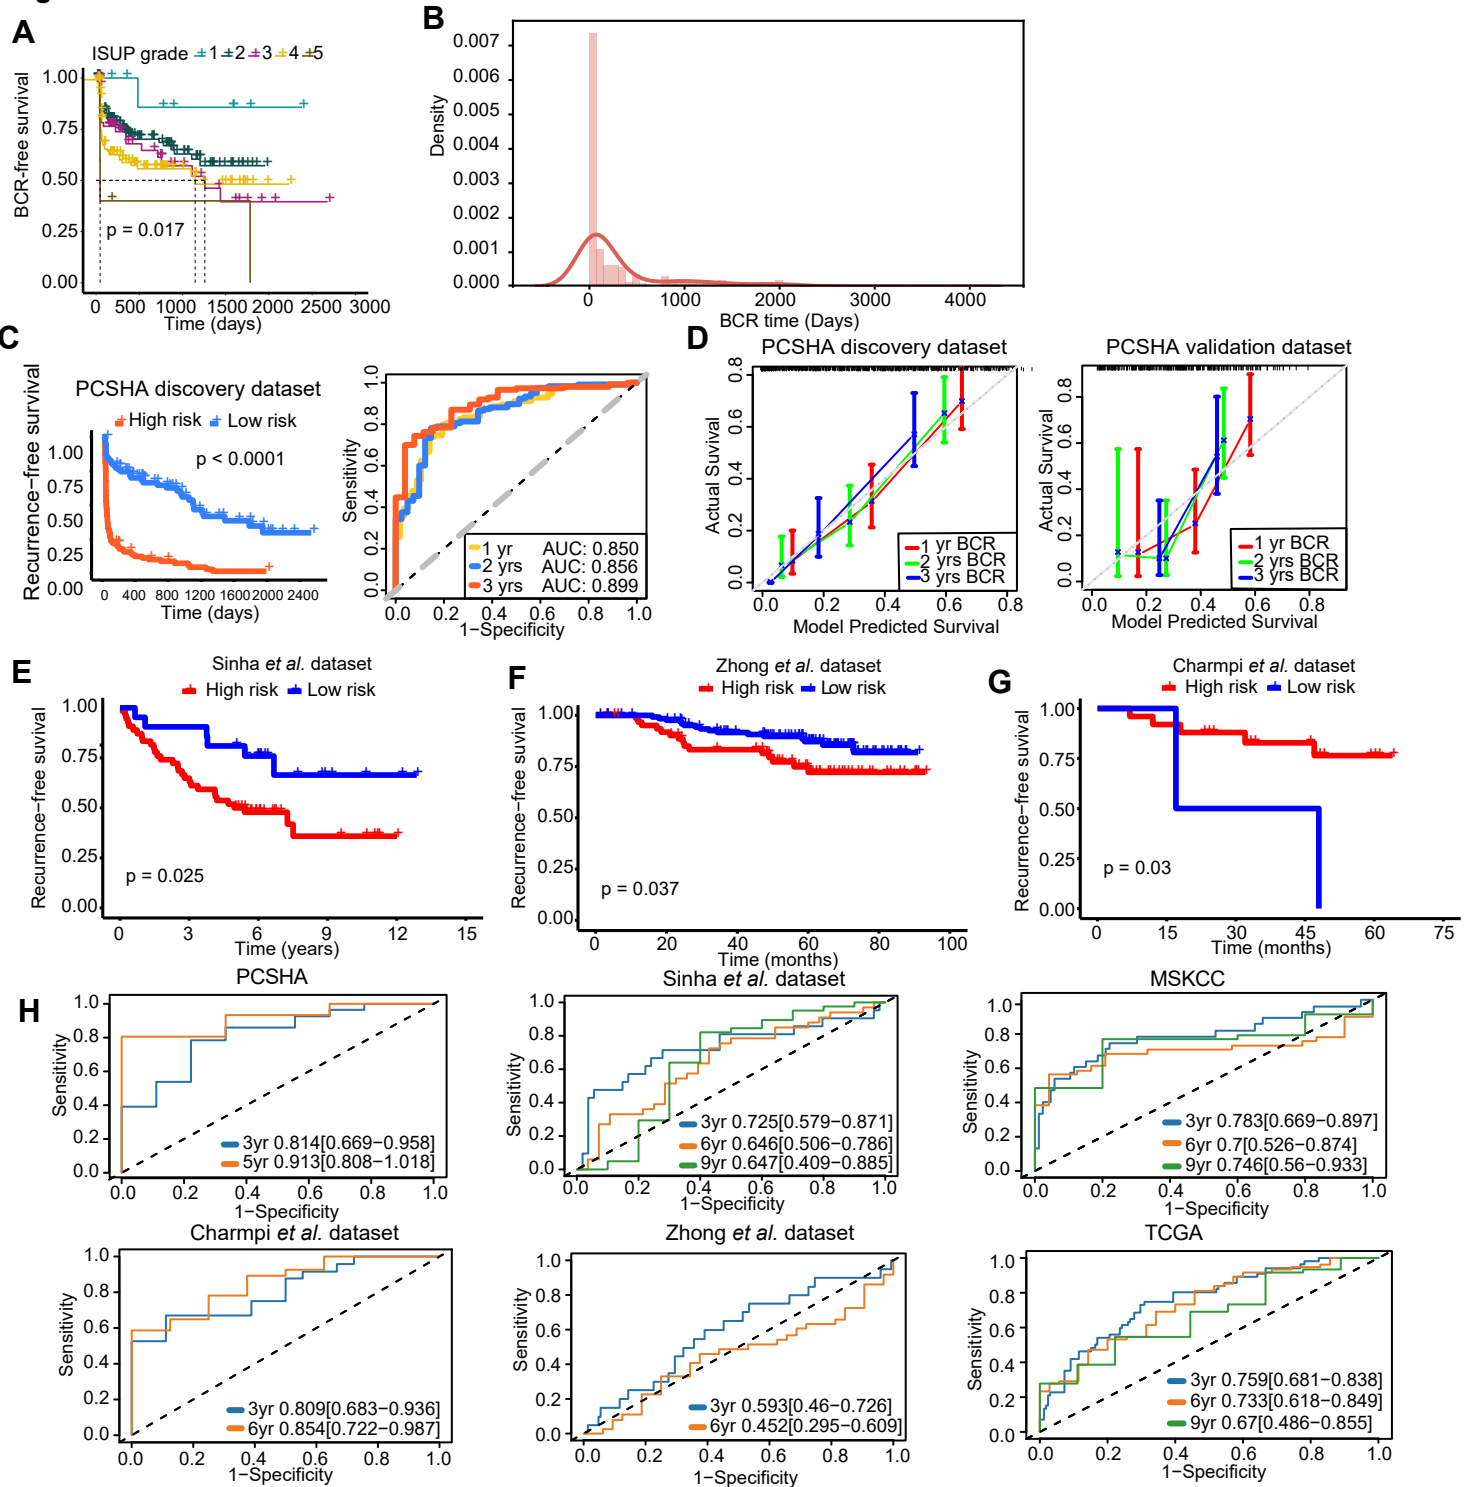 A
ISUP grade 1 2 3 4 5
BCR-free survival
1.00
0.75
0.50
0.25
0.00
p = 0.017
0 500 1000 1500 2000 2500 3000
Time (days)
B
Density
0.007
0.006
0.005
0.004
0.003
0.002
0.001
0.000
0 1000 2000 3000 4000
BCR time (Days)
C
PCSHA discovery dataset
High risk Low risk
Recurrence-free survival
1.00
0.75
0.50
0.25
0.00
p < 0.0001
0 400 800 1200 1600 2000 2400
Time (days)
Sensitivity
1.0
0.8
0.6
0.4
0.2
0.0
1 yr AUC: 0.850
2 yrs AUC: 0.856
3 yrs AUC: 0.899
0.0 0.2 0.4 0.6 0.8 1.0
1-Specificity
D
PCSHA discovery dataset
Actual Suvival
0.8
0.6
0.4
0.2
0.0
1 yr BCR
2 yrs BCR
3 yrs BCR
0.0 0.2 0.4 0.6 0.8
Model Predicted Survival
PCSHA validation dataset
Actual Suvival
0.8
0.6
0.4
0.2
0.0
1 yr BCR
2 yrs BCR
3 yrs BCR
0.0 0.2 0.4 0.6 0.8
Model Predicted Survival
E
Sinha et al. dataset
High risk Low risk
Recurrence-free suvival
1.00
0.75
0.50
0.25
0.00
p = 0.025
0 3 6 9 12 15
Time (years)
F
Zhong et al. dataset
High risk Low risk
Recurrence-free suvival
1.00
0.75
0.50
0.25
0.00
p = 0.037
0 20 40 60 80 100
Time (months)
G
Charmpi et al. dataset
High risk Low risk
Recurrence-free suvival
1.00
0.75
0.50
0.25
0.00
p = 0.03
0 15 30 45 60 75
Time (months)
H
PCSHA
Sensitivity
1.0
0.8
0.6
0.4
0.2
0.0
3yr 0.814[0.669-0.958]
5yr 0.913[0.808-1.018]
0.0 0.2 0.4 0.6 0.8 1.0
1-Specificity
Sinha et al. dataset
Sensitivity
1.0
0.8
0.6
0.4
0.2
0.0
3yr 0.725[0.579-0.871]
6yr 0.646[0.506-0.786]
9yr 0.647[0.409-0.885]
0.0 0.2 0.4 0.6 0.8 1.0
1-Specificity
MSKCC
Sensitivity
1.0
0.8
0.6
0.4
0.2
0.0
3yr 0.783[0.669-0.897]
6yr 0.7[0.526-0.874]
9yr 0.746[0.56-0.933]
0.0 0.2 0.4 0.6 0.8 1.0
1-Specificity
Charmpi et al. dataset
Sensitivity
1.0
0.8
0.6
0.4
0.2
0.0
3yr 0.809[0.683-0.936]
6yr 0.854[0.722-0.987]
0.0 0.2 0.4 0.6 0.8 1.0
1-Specificity
Zhong et al. dataset
Sensitivity
1.0
0.8
0.6
0.4
0.2
0.0
3yr 0.593[0.46-0.726]
6yr 0.452[0.295-0.609]
0.0 0.2 0.4 0.6 0.8 1.0
1-Specificity
TCGA
Sensitivity
1.0
0.8
0.6
0.4
0.2
0.0
3yr 0.759[0.681-0.838]
6yr 0.733[0.618-0.849]
9yr 0.67[0.486-0.855]
0.0 0.2 0.4 0.6 0.8 1.0
1-Specificity